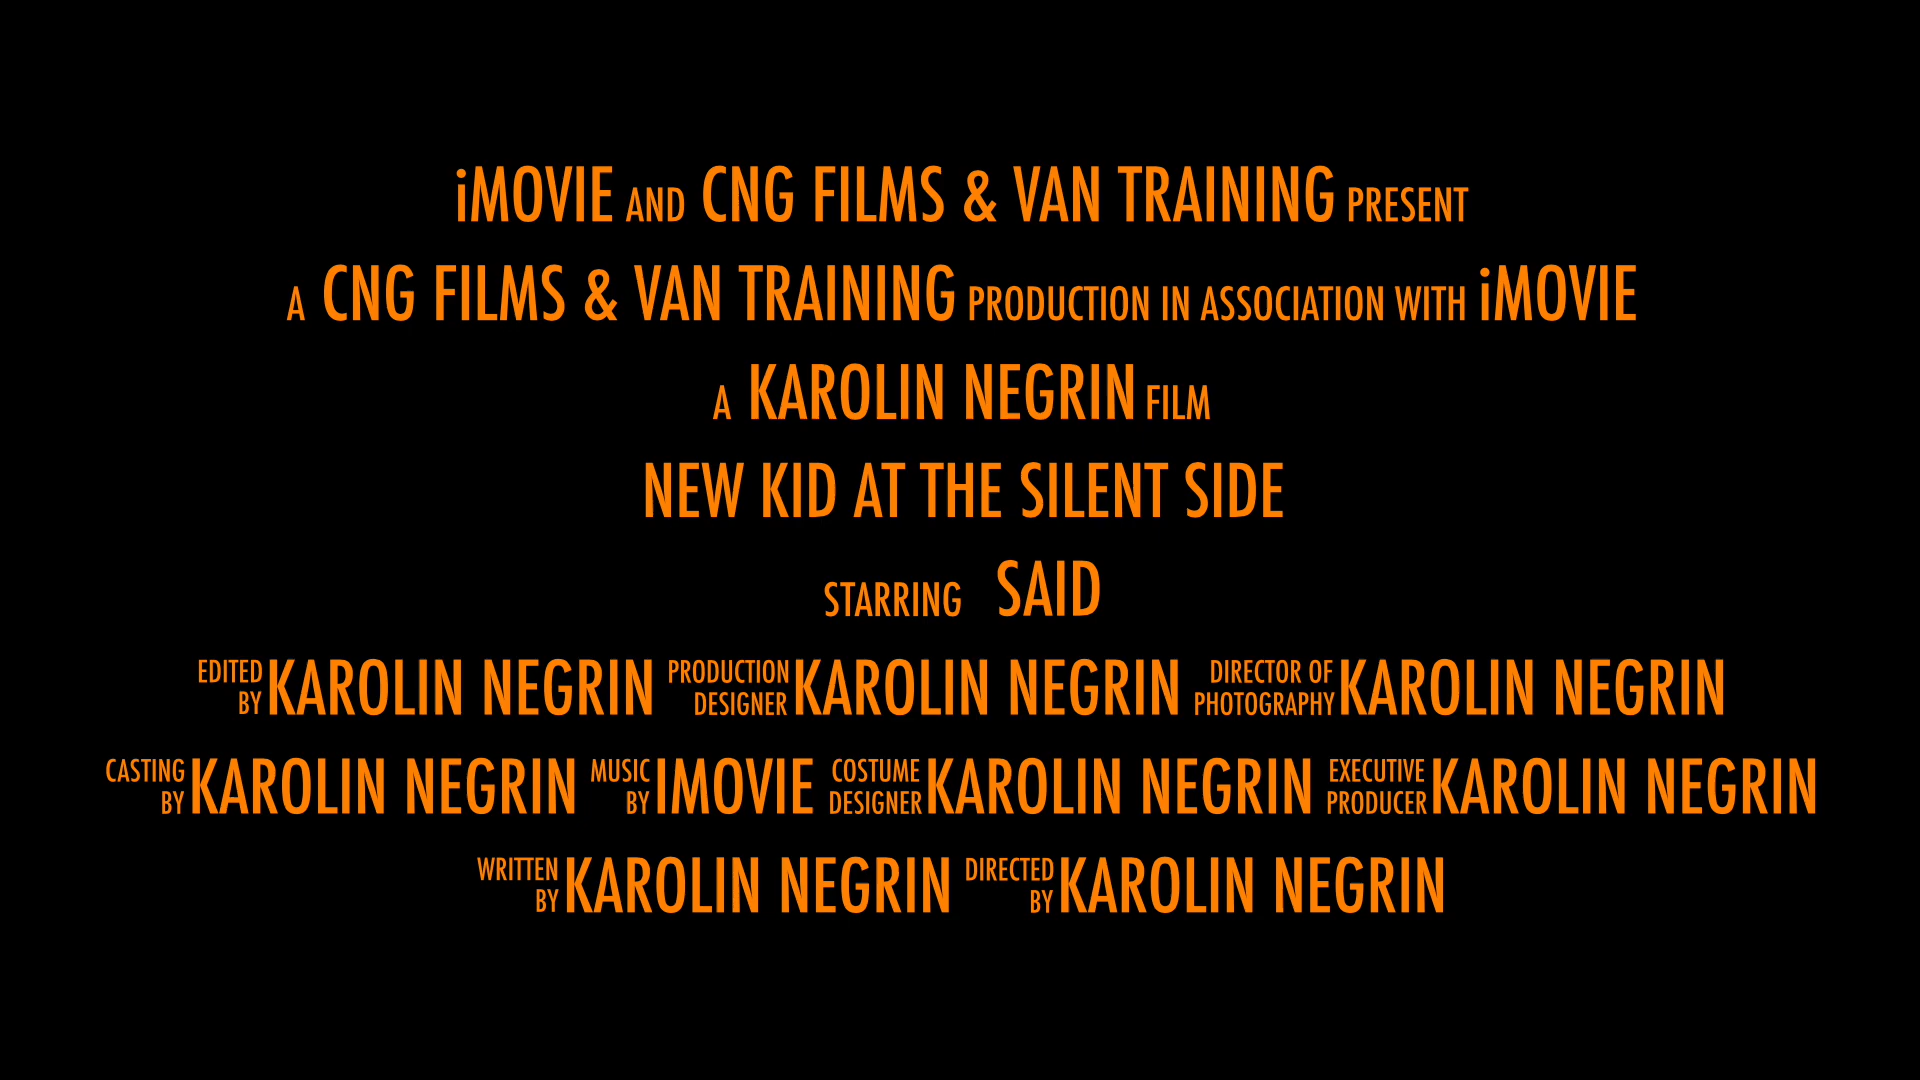 iMOVIE AND CNG FILMS & VAN TRAINING PRESENT
A CNG FILMS & VAN TRAINING PRODUCTION IN ASSOCIATION WITH iMOVIE
A KAROLIN NEGRIN FILM
NEW KID AT THE SILENT SIDE
STARRING SAID
EDITED BY KAROLIN NEGRIN PRODUCTION DESIGNER KAROLIN NEGRIN DIRECTOR OF PHOTOGRAPHY KAROLIN NEGRIN
CASTING BY KAROLIN NEGRIN MUSIC BY IMOVIE COSTUME DESIGNER KAROLIN NEGRIN EXECUTIVE PRODUCER KAROLIN NEGRIN
WRITTEN BY KAROLIN NEGRIN DIRECTED BY KAROLIN NEGRIN